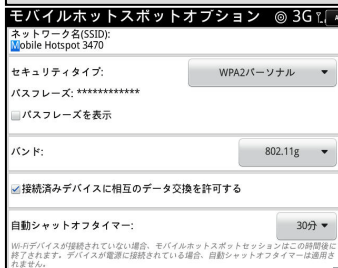 モバイルホットスポットオプション 3G
ネットワーク名(SSID):
Mobile Hotspot 3470
セキュリティタイプ: WPA2パーソナル
パスフレーズ: ************
パスフレーズを表示
バンド: 802.11g
接続済みデバイスに相互のデータ交換を許可する
自動シャットオフタイマー: 30分
Wi-Fiデバイスが接続されていない場合、モバイルホットスポットセッションはこの時間後に
終了されます。デバイスが電源に接続されている場合、自動シャットオフタイマーは適用さ
れません。